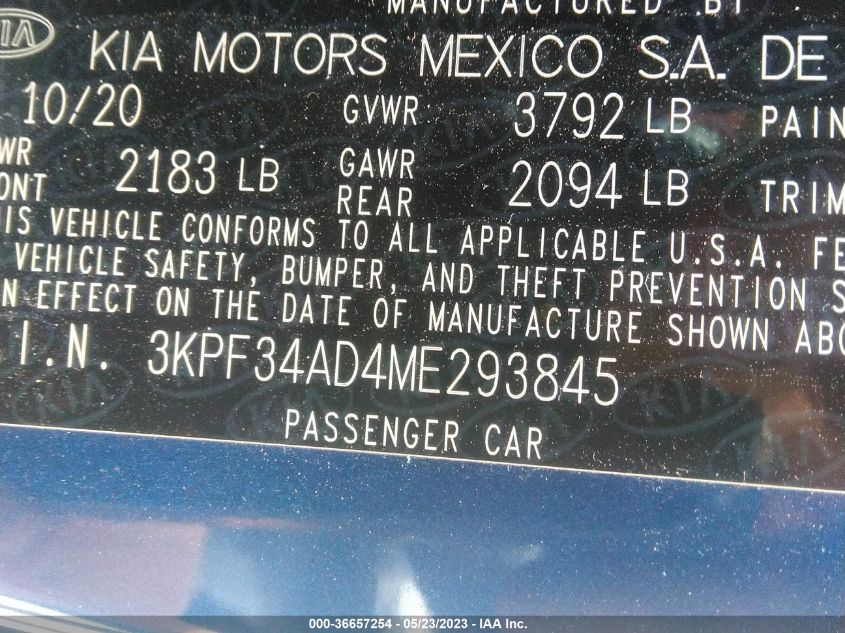 MANUFACTURED BY
KIA
KIA MOTORS MEXICO S.A. DE
10/20 GVWR 3792 LB PAIN
WR
ONT 2183 LB GAWR
REAR 2094 LB TRIM
IS VEHICLE CONFORMS TO ALL APPLICABLE U.S.A. FE
VEHICLE SAFETY, BUMPER, AND THEFT PREVENTION S
N EFFECT ON THE DATE OF MANUFACTURE SHOWN ABO
I.N. 3KPF34AD4ME293845
PASSENGER CAR
000-36657254 - 05/23/2023 - IAA Inc.